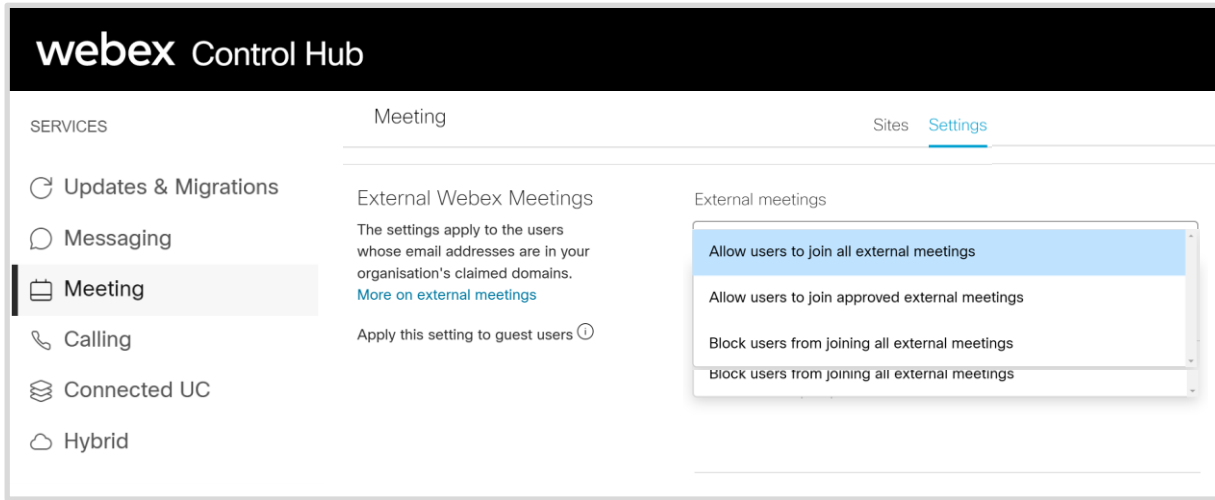 webex Control Hub
SERVICES
Updates & Migrations
Messaging
Meeting
Calling
Connected UC
Hybrid
Meeting
Sites Settings
External Webex Meetings
The settings apply to the users
whose email addresses are in your
organisation's claimed domains.
More on external meetings
Apply this setting to guest users
External meetings
Allow users to join all external meetings
Allow users to join approved external meetings
Block users from joining all external meetings
Block users from joining all external meetings